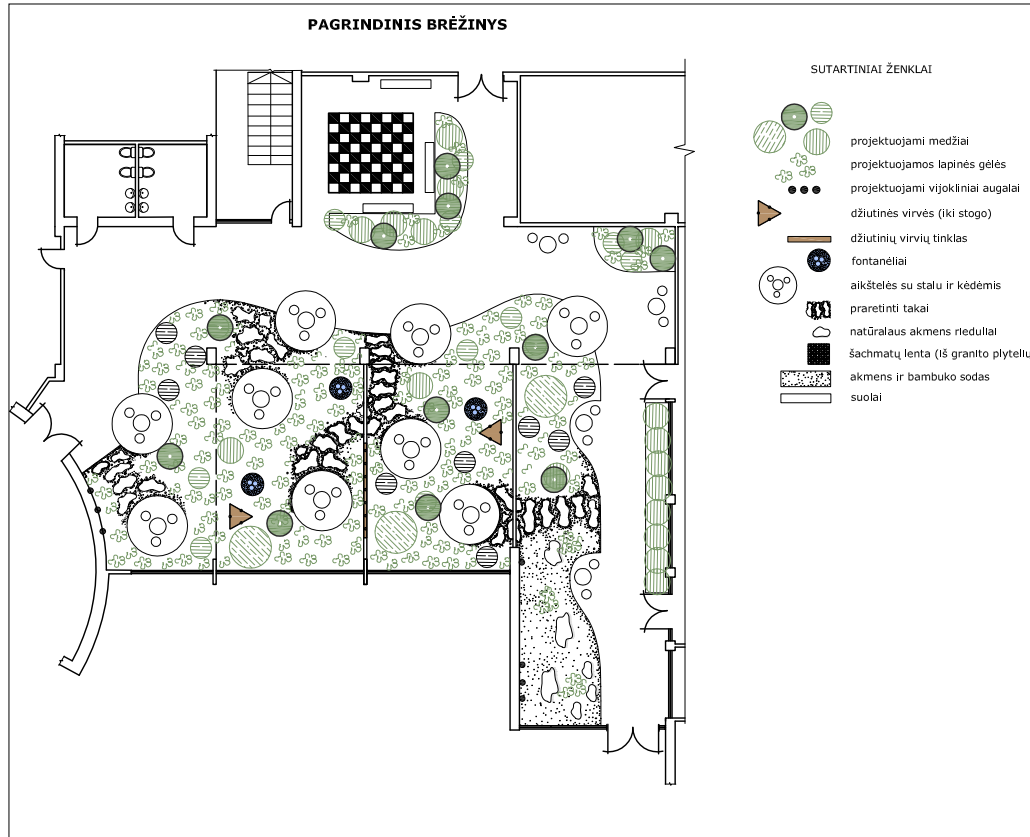 PAGRINDINIS BRĖŽINYS
SUTARTINIAI ŽENKLAI
projektuojami medžiai
projektuojamos lapinės gėlės
projektuojami vijokliniai augalai
džiutinės virvės (iki stogo)
džiutinių virvių tinklas
fontanėliai
aikštelės su stalu ir kėdėmis
praretinti takai
natūralaus akmens rieduliai
šachmatų lenta (iš granito plytelių
akmens ir bambuko sodas
suolai